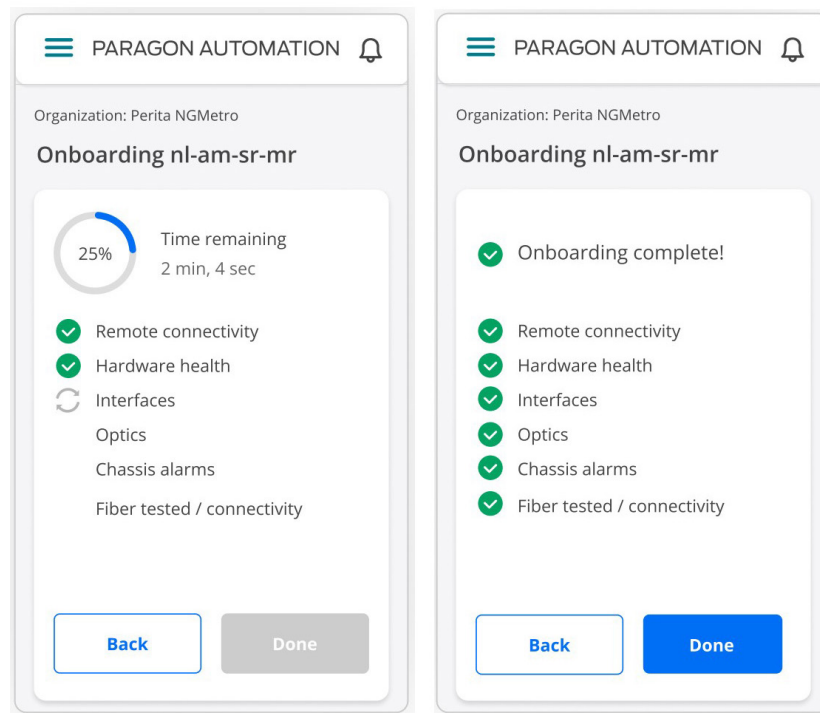 PARAGON AUTOMATION
Organization: Perita NGMetro
Onboarding nl-am-sr-mr
25%
Time remaining
2 min, 4 sec
Remote connectivity
Hardware health
Interfaces
Optics
Chassis alarms
Fiber tested / connectivity
Back
Done
PARAGON AUTOMATION
Organization: Perita NGMetro
Onboarding nl-am-sr-mr
Onboarding complete!
Remote connectivity
Hardware health
Interfaces
Optics
Chassis alarms
Fiber tested / connectivity
Back
Done